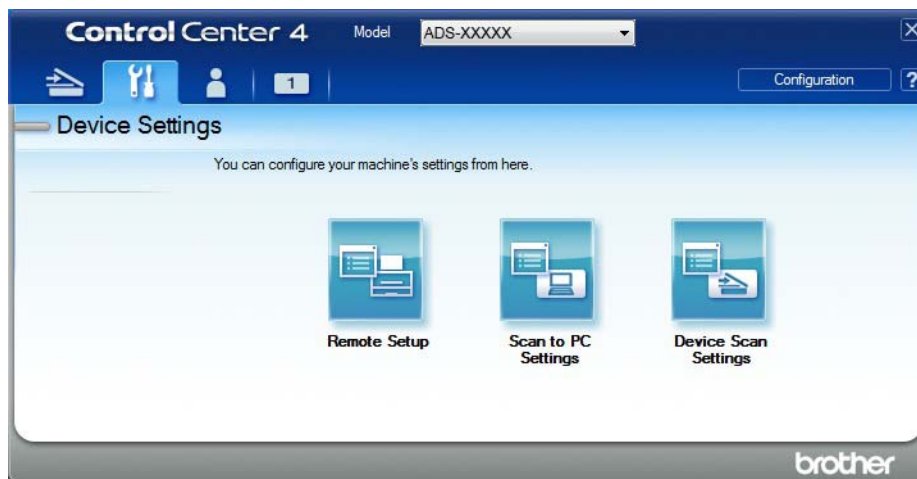 Control Center 4
Model
ADS-XXXXX
X
1
Configuration
?
Device Settings
You can configure your machine's settings from here.
Remote Setup
Scan to PC
Settings
Device Scan
Settings
brother